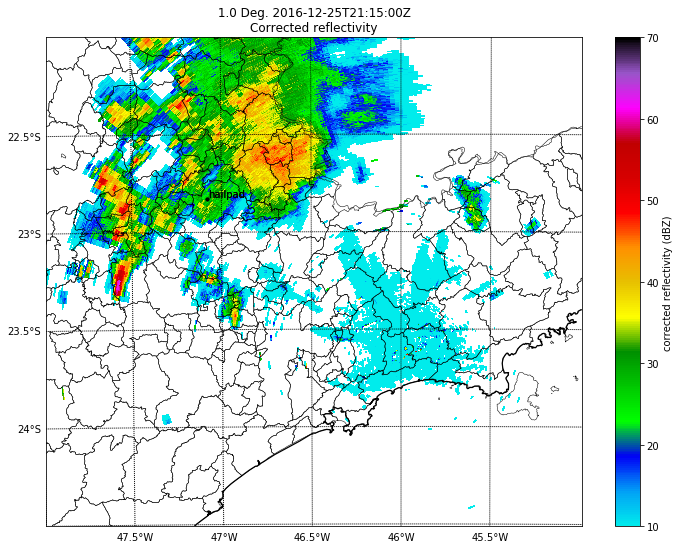 1.0 Deg. 2016-12-25T21:15:00Z
Corrected reflectivity
22.5°S
23°S
23.5°S
24°S
47.5°W
47°W
46.5°W
46°W
45.5°W
hailpad
70
60
50
40
30
20
10
corrected reflectivity (dBZ)